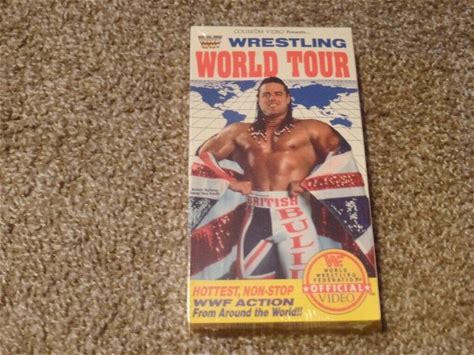 COLISEUM VIDEO Presents...
WWF WRESTLING
WORLD TOUR
BRITISH
BULL
HOTTEST, NON-STOP
WWF ACTION
From Around the World!!
WF
WORLD
WRESTLING
FEDERATION
OFFICIAL
VIDEO